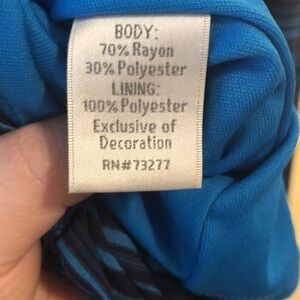 BODY:
70% Rayon
30% Polyester
LINING:
100% Polyester
Exclusive of
Decoration
RN#73277